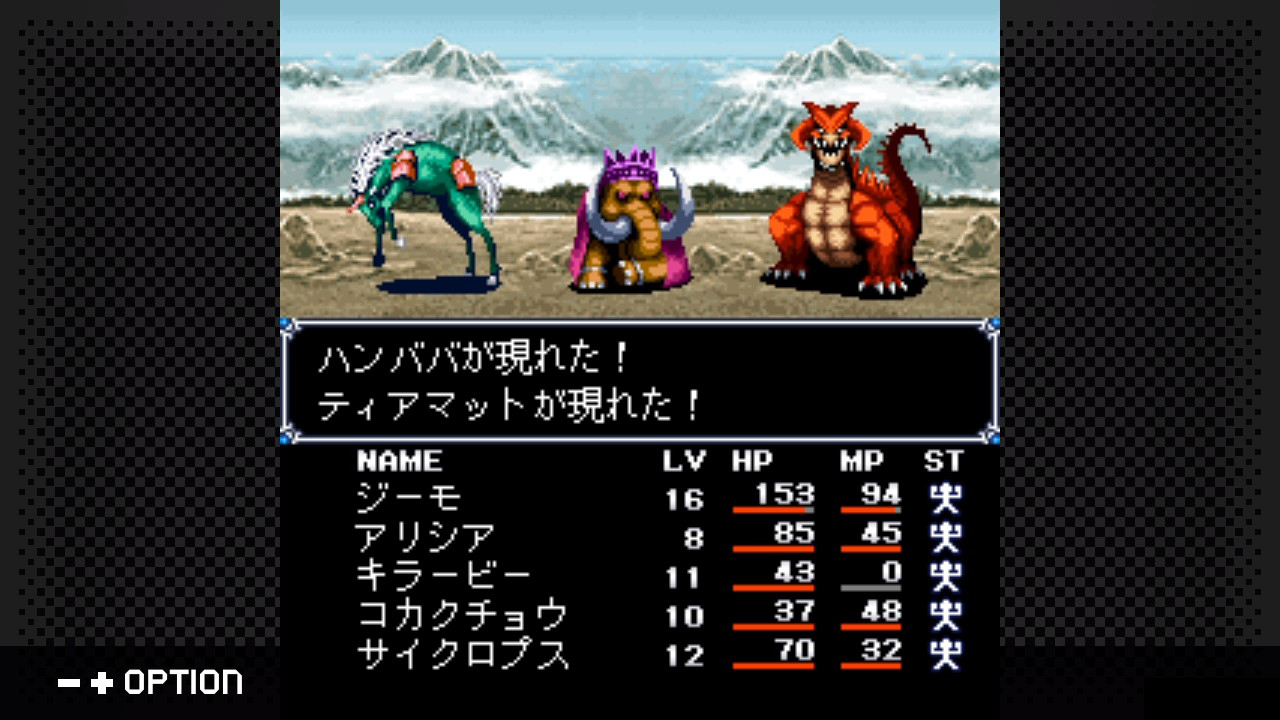 ハンババが現れた！
ティアマットが現れた！
NAME LV HP MP ST
ジーモ 16 153 94
アリシア 8 85 45
キラービー 11 43 0
コカクチョウ 10 37 48
サイクロプス 12 70 32
− + OPTION